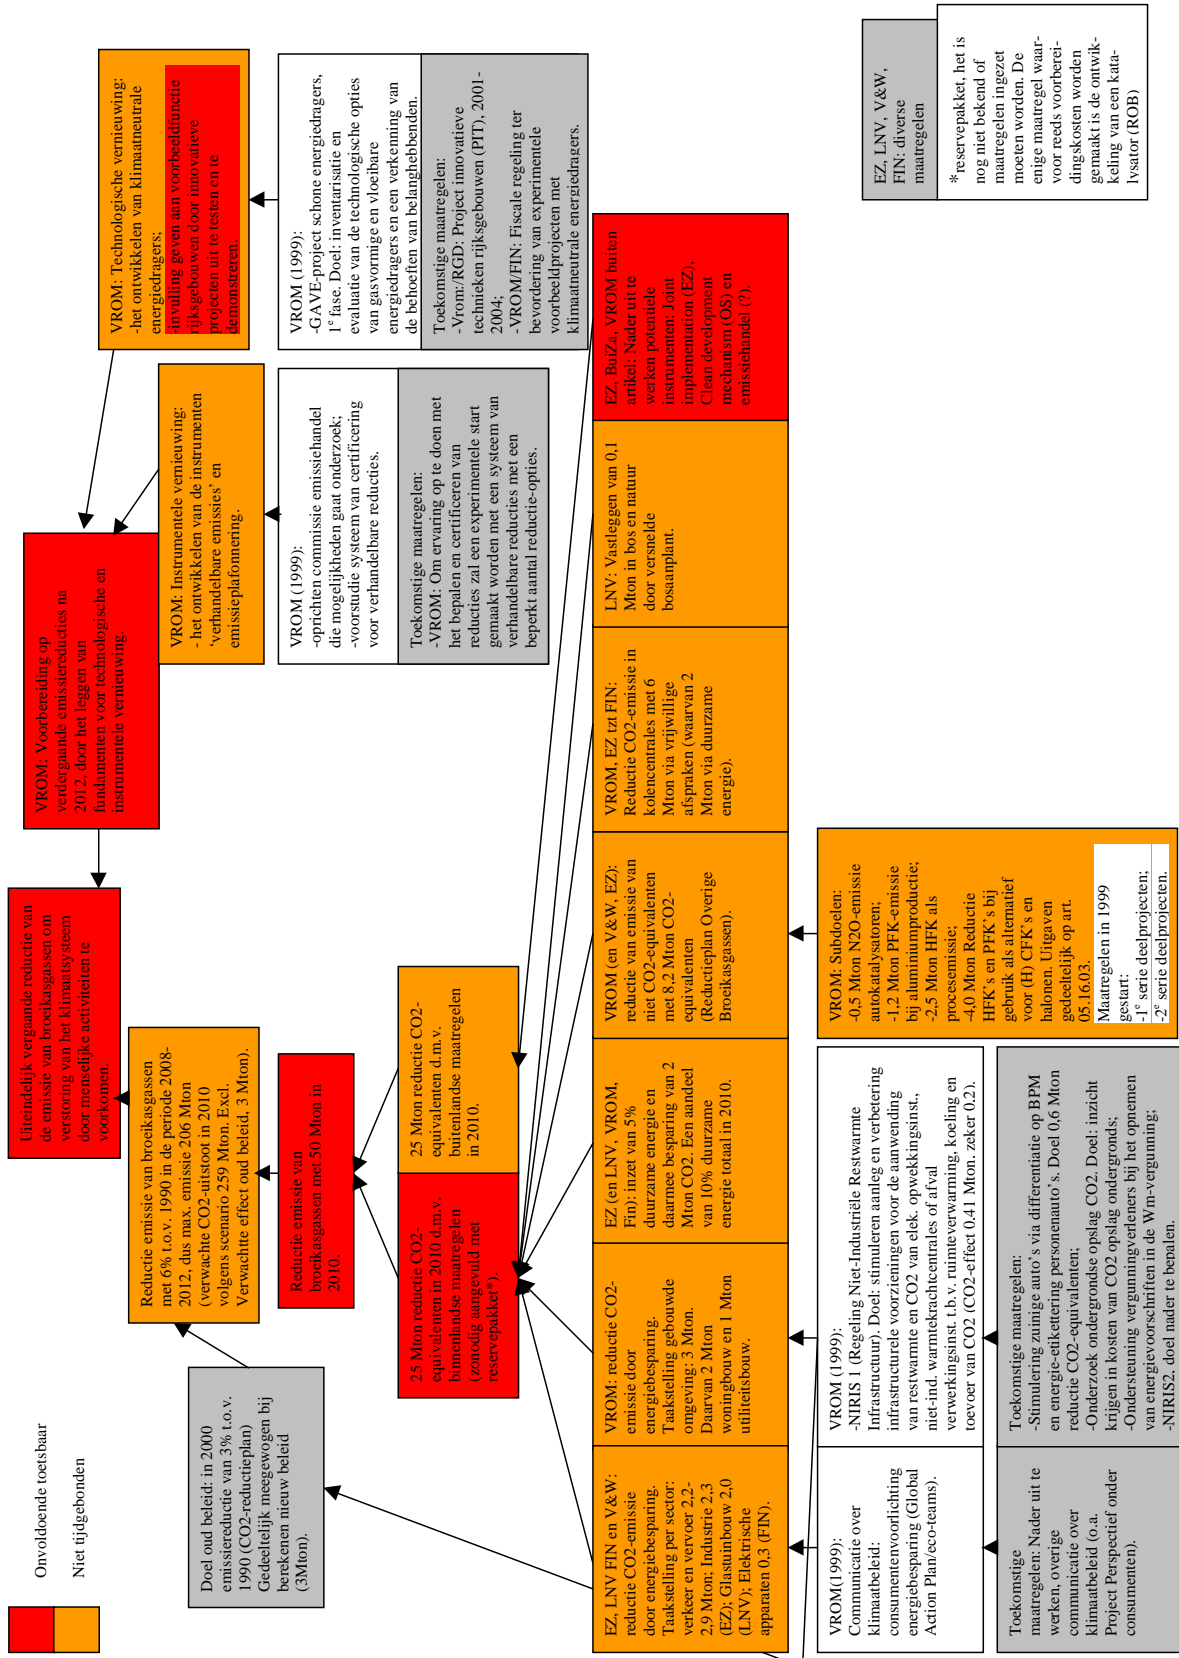 Onvoldoende toetsbaar
Niet tijdgebonden
Uiteindelijk vergaande reductie van
de emissie van broeikasgassen om
verstoring van het klimaatsysteem
door menselijke activiteiten te
voorkomen.
VROM: Voorbereiding op
verdergaande emissiereducties na
2012, door het leggen van
fundamenten voor technologische en
instrumentele vernieuwing.
VROM: Technologische vernieuwing:
-het ontwikkelen van klimaatneutrale
energiedragers;
-invulling geven aan voorbeeldfunctie
rijksgebouwen door innovatieve
projecten uit te testen en te
demonstreren.
VROM: Instrumentele vernieuwing:
- het ontwikkelen van de instrumenten
‘verhandelbare emissies’ en
emissieplafonnering.
VROM (1999):
-GAVE-project schone energiedragers,
1e fase. Doel: inventarisatie en
evaluatie van de technologische opties
van gasvormige en vloeibare
energiedragers en een verkenning van
de behoeften van belanghebbenden.
Toekomstige maatregelen:
-Vrom:/RGD: Project innovatieve
technieken rijksgebouwen (PIT), 2001-
2004;
-VROM/FIN: Fiscale regeling ter
bevordering van experimentele
voorbeeldprojecten met
klimaatneutrale energiedragers.
VROM (1999):
-oprichten commissie emissiehandel
die mogelijkheden gaat onderzoek;
-voorstudie systeem van certificering
voor verhandelbare reducties.
Toekomstige maatregelen:
-VROM: Om ervaring op te doen met
het bepalen en certificeren van
reducties zal een experimentele start
gemaakt worden met een systeem van
verhandelbare reducties met een
beperkt aantal reductie-opties.
Doel oud beleid: in 2000
emissiereductie van 3% t.o.v.
1990 (CO2-reductieplan)
Gedeeltelijk meegewogen bij
berekenen nieuw beleid
(3Mton).
Reductie emissie van broeikasgassen
met 6% t.o.v. 1990 in de periode 2008-
2012, dus max. emissie 206 Mton
(verwachte CO2-uitstoot in 2010
volgens scenario 259 Mton. Excl.
Verwachtte effect oud beleid, 3 Mton).
Reductie emissie van
broeikasgassen met 50 Mton in
2010.
25 Mton reductie CO2-
equivalenten in 2010 d.m.v.
binnenlandse maatregelen
(zonodig aangevuld met
reservepakket*).
25 Mton reductie CO2-
equivalenten d.m.v.
buitenlandse maatregelen
in 2010.
EZ, LNV FIN en V&W:
reductie CO2-emissie
door energiebesparing.
Taakstelling per sector:
verkeer en vervoer 2,2-
2,9 Mton; Industrie 2,3
(EZ); Glastuinbouw 2,0
(LNV); Elektrische
apparaten 0,3 (FIN).
VROM: reductie CO2-
emissie door
energiebesparing.
Taakstelling gebouwde
omgeving: 3 Mton.
Daarvan 2 Mton
woningbouw en 1 Mton
utiliteitsbouw.
EZ (en LNV, VROM,
Fin): inzet van 5%
duurzame energie en
daarmee besparing van 2
Mton CO2. Een aandeel
van 10% duurzame
energie totaal in 2010.
VROM (en V&W, EZ):
reductie van emissie van
niet CO2-equivalenten
met 8,2 Mton CO2-
equivalenten
(Reductieplan Overige
Broeikasgassen).
VROM, EZ tzt FIN:
Reductie CO2-emissie in
kolencentrales met 6
Mton via vrijwillige
afspraken (waarvan 2
Mton via duurzame
energie).
LNV: Vastleggen van 0,1
Mton in bos en natuur
door versnelde
bosaanplant.
EZ, BuiZa, VROM buiten
artikel: Nader uit te
werken potentiele
instrumenten: Joint
implementation (EZ),
Clean development
mechanism (OS) en
emissiehandel (?).
VROM(1999):
Communicatie over
klimaatbeleid:
consumentenvoorlichting
energiebesparing (Global
Action Plan/eco-teams).
Toekomstige
maatregelen: Nader uit te
werken, overige
communicatie over
klimaatbeleid (o.a.
Project Perspectief onder
consumenten).
VROM (1999):
-NIRIS 1 (Regeling Niet-Industriële Restwarmte
Infrastructuur). Doel: stimuleren aanleg en verbetering
infrastructurele voorzieningen voor de aanwending
van restwarmte en CO2 van elek. opwekkingsinst.,
niet-ind. warmtekrachtcentrales of afval
verwerkingsinst. t.b.v. ruimteverwarming, koeling en
toevoer van CO2 (CO2-effect 0.41 Mton, zeker 0.2).
Toekomstige maatregelen:
-Stimulering zuinige auto’s via differentiatie op BPM
en energie-etikettering personenauto’s. Doel 0,6 Mton
reductie CO2-equivalenten;
-Onderzoek ondergrondse opslag CO2. Doel: inzicht
krijgen in kosten van CO2 opslag ondergronds;
-Ondersteuning vergunningverleners bij het opnemen
van energievoorschriften in de Wm-vergunning;
-NIRIS2, doel nader te bepalen.
VROM: Subdoelen:
-0,5 Mton N2O-emissie
autokatalysatoren;
-1,2 Mton PFK-emissie
bij aluminiumproductie;
-2,5 Mton HFK als
procesemissie;
-4,0 Mton Reductie
HFK’s en PFK’s bij
gebruik als alternatief
voor (H) CFK’s en
halonen. Uitgaven
gedeeltelijk op art.
05.16.03.
Maatregelen in 1999
gestart:
-1e serie deelprojecten;
-2e serie deelprojecten.
EZ, LNV, V&W,
FIN: diverse
maatregelen
*reservepakket, het is
nog niet bekend of
maatregelen ingezet
moeten worden. De
enige maatregel waar-
voor reeds voorberei-
dingskosten worden
gemaakt is de ontwik-
keling van een kata-
lysator (ROB)